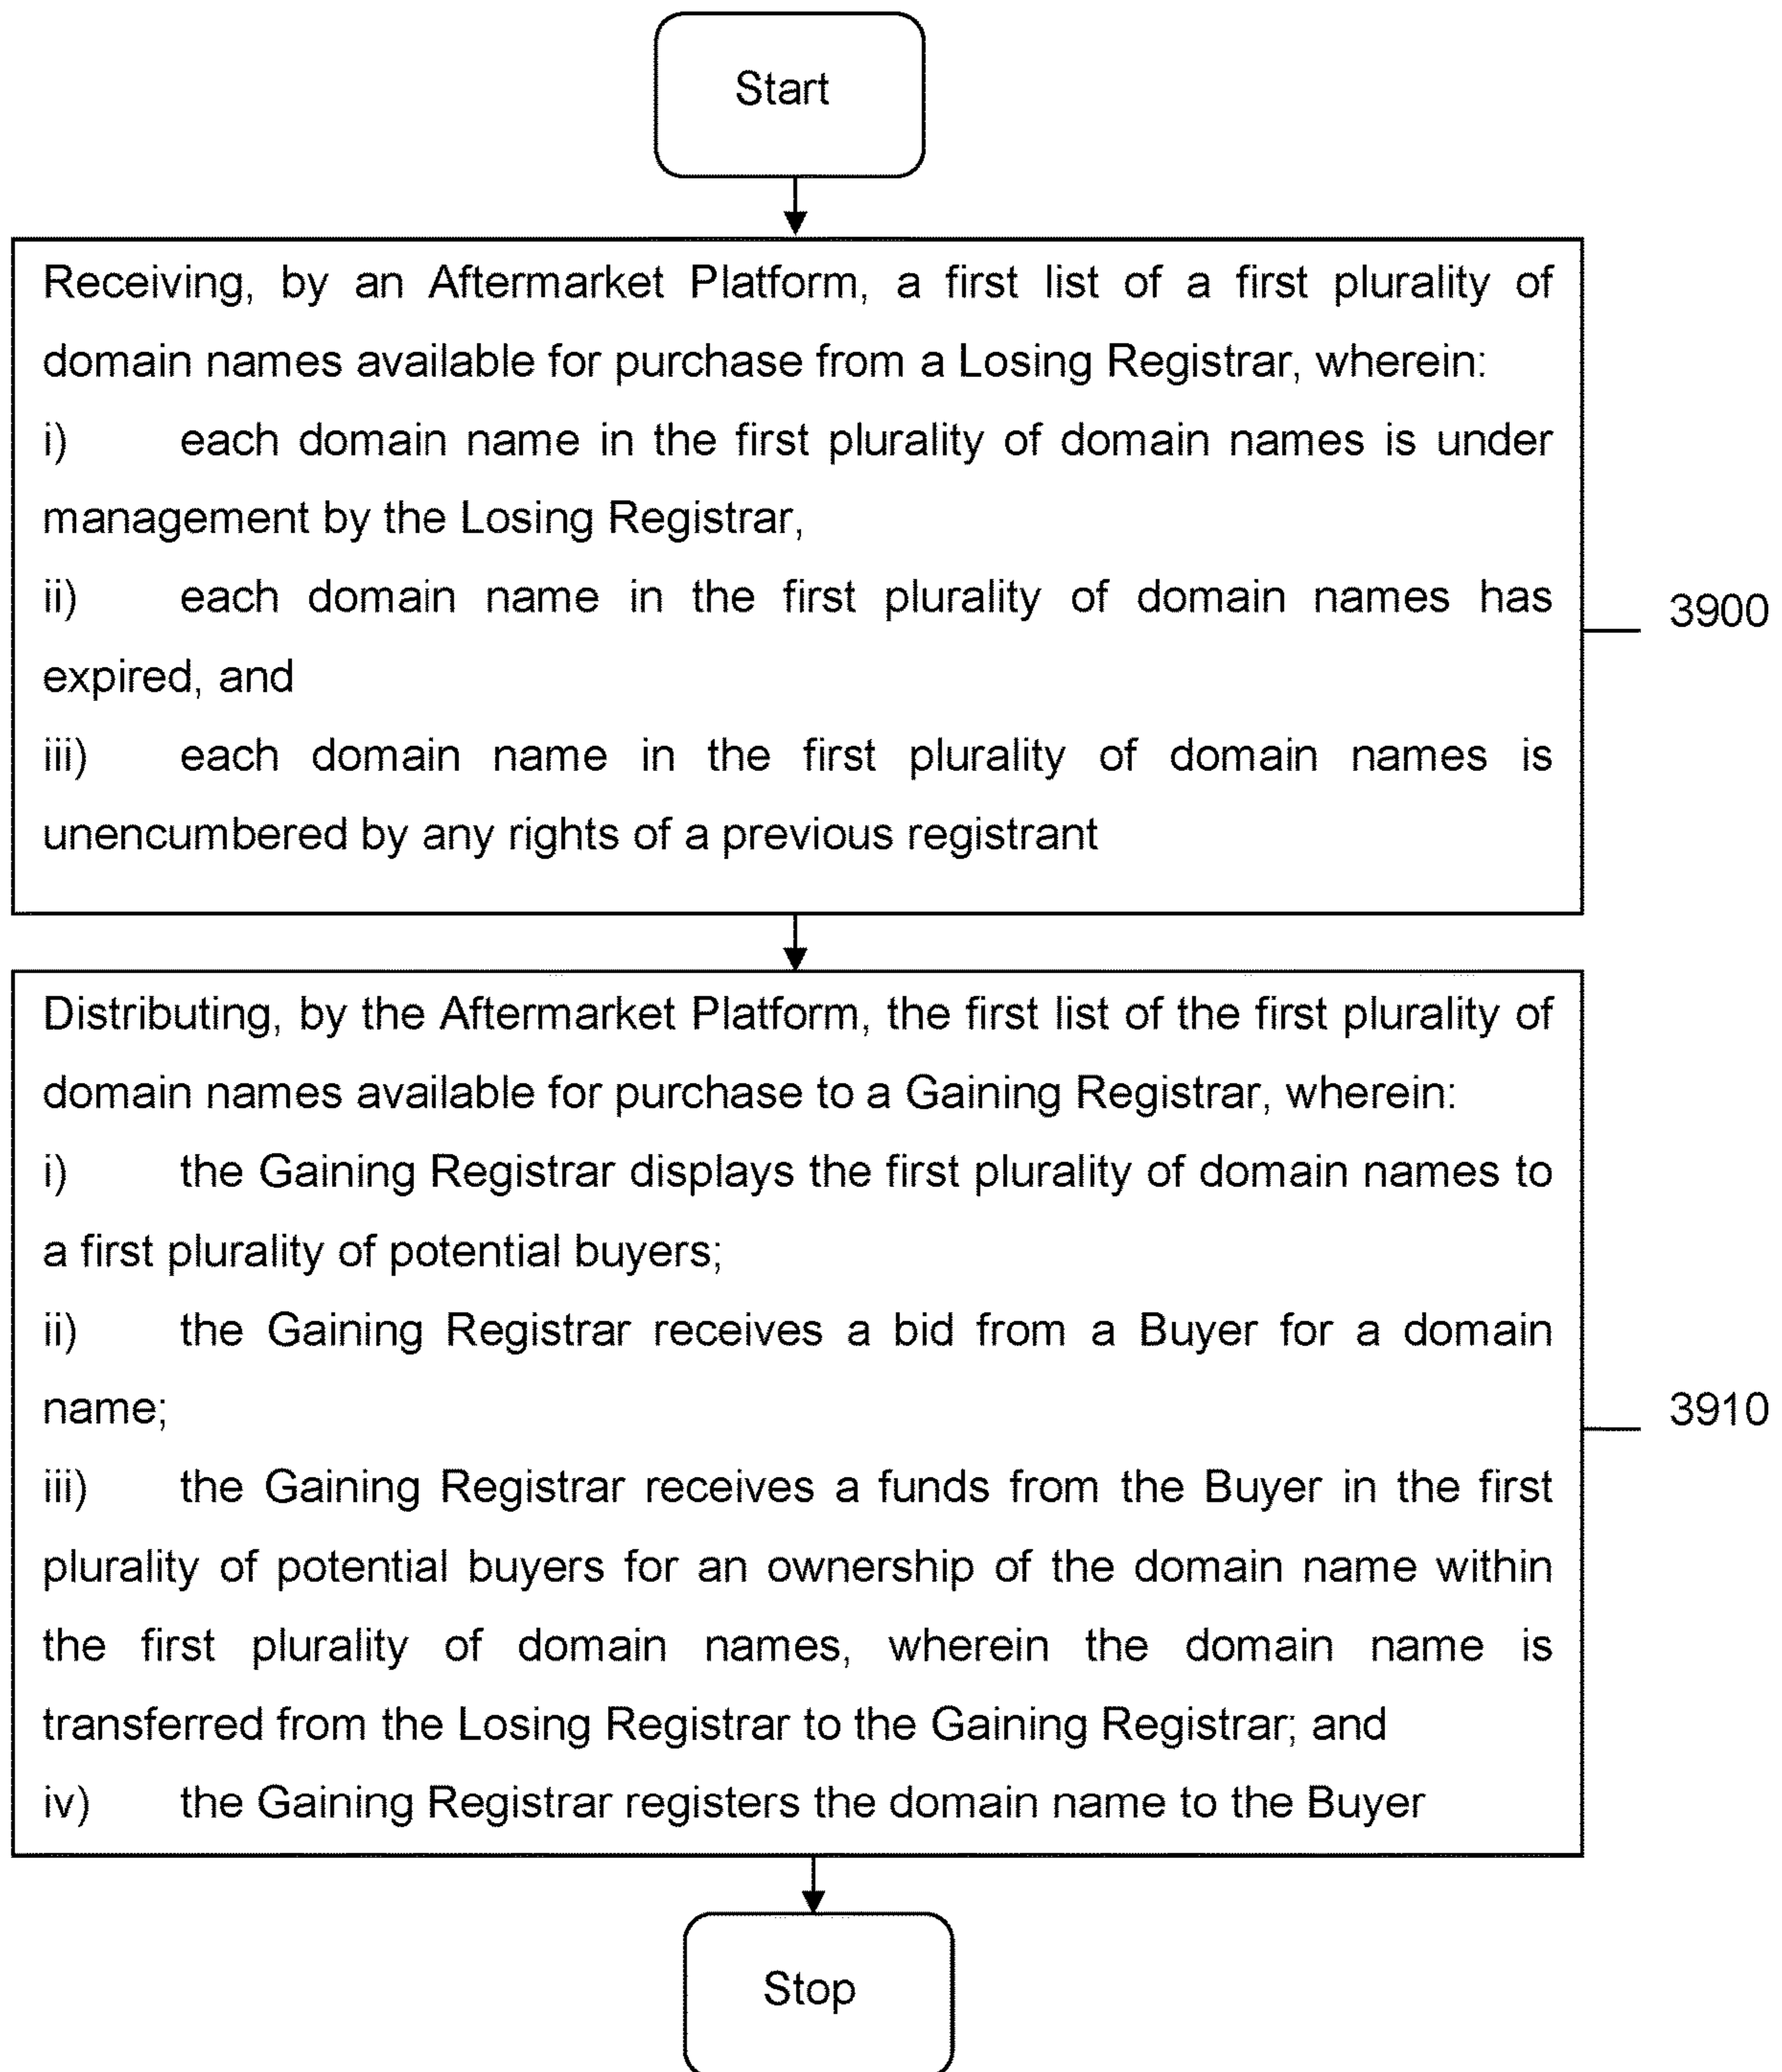 Start
Receiving, by an Aftermarket Platform, a first list of a first plurality of
domain names available for purchase from a Losing Registrar, wherein:
i) each domain name in the first plurality of domain names is under
management by the Losing Registrar,
ii) each domain name in the first plurality of domain names has
expired, and
iii) each domain name in the first plurality of domain names is
unencumbered by any rights of a previous registrant
3900
Distributing, by the Aftermarket Platform, the first list of the first plurality of
domain names available for purchase to a Gaining Registrar, wherein:
i) the Gaining Registrar displays the first plurality of domain names to
a first plurality of potential buyers;
ii) the Gaining Registrar receives a bid from a Buyer for a domain
name;
iii) the Gaining Registrar receives a funds from the Buyer in the first
plurality of potential buyers for an ownership of the domain name within
the first plurality of domain names, wherein the domain name is
transferred from the Losing Registrar to the Gaining Registrar; and
iv) the Gaining Registrar registers the domain name to the Buyer
3910
Stop